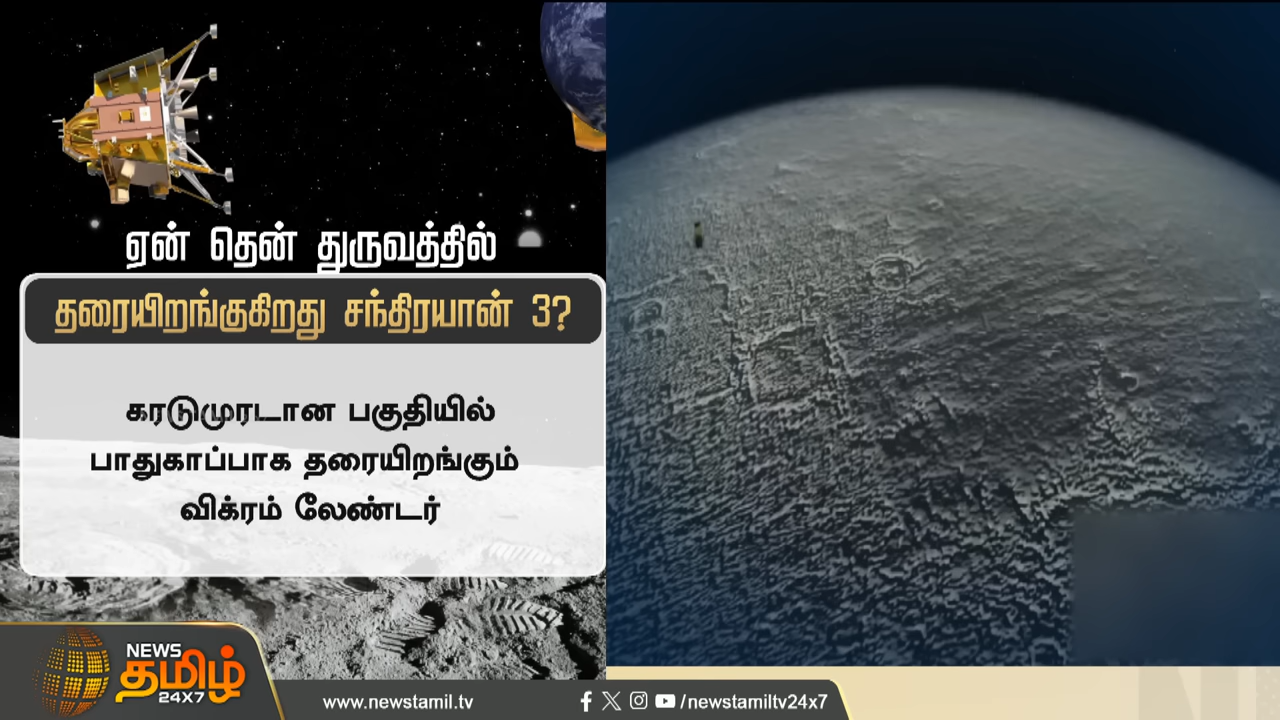 ஏன் தென் துருவத்தில்
தரையிறங்குகிறது சந்திரயான் 3?
கரடுமுரடான பகுதியில்
பாதுகாப்பாக தரையிறங்கும்
விக்ரம் லேண்டர்
NEWS
தமிழ்
24X7
www.newstamil.tv
/newstamiltv24x7